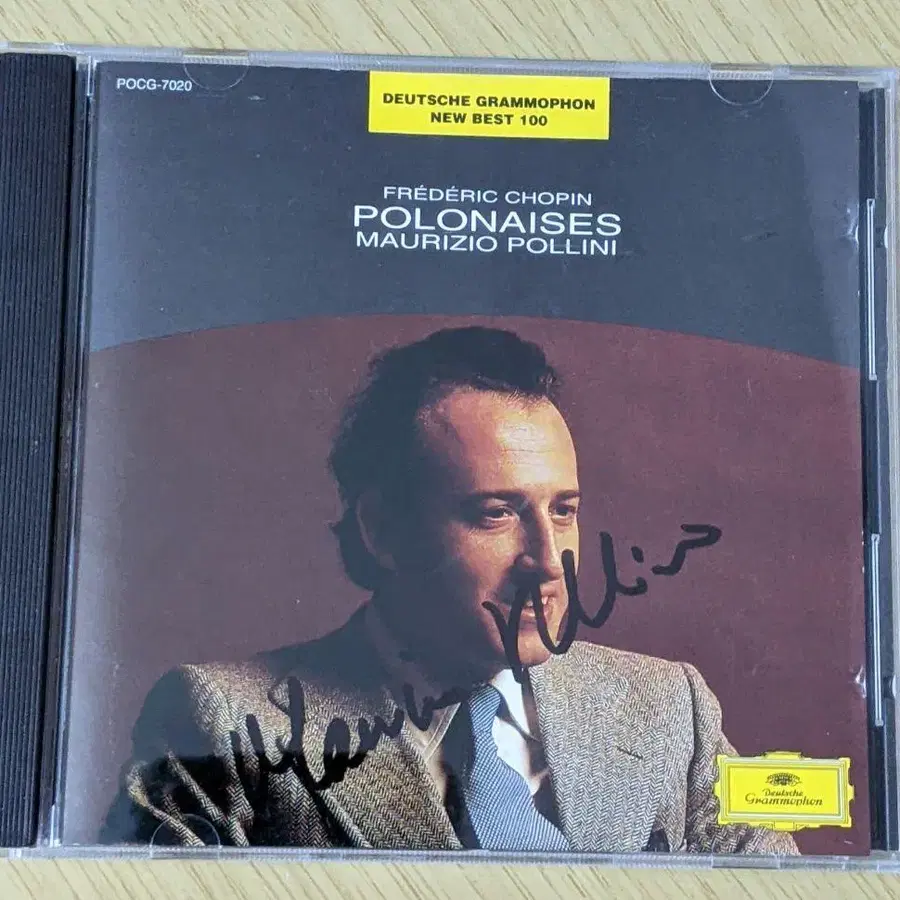 POCG-7020
DEUTSCHE GRAMMOPHON
NEW BEST 100
FRÉDÉRIC CHOPIN
POLONAISES
MAURIZIO POLLINI
Deutsche
Grammophon